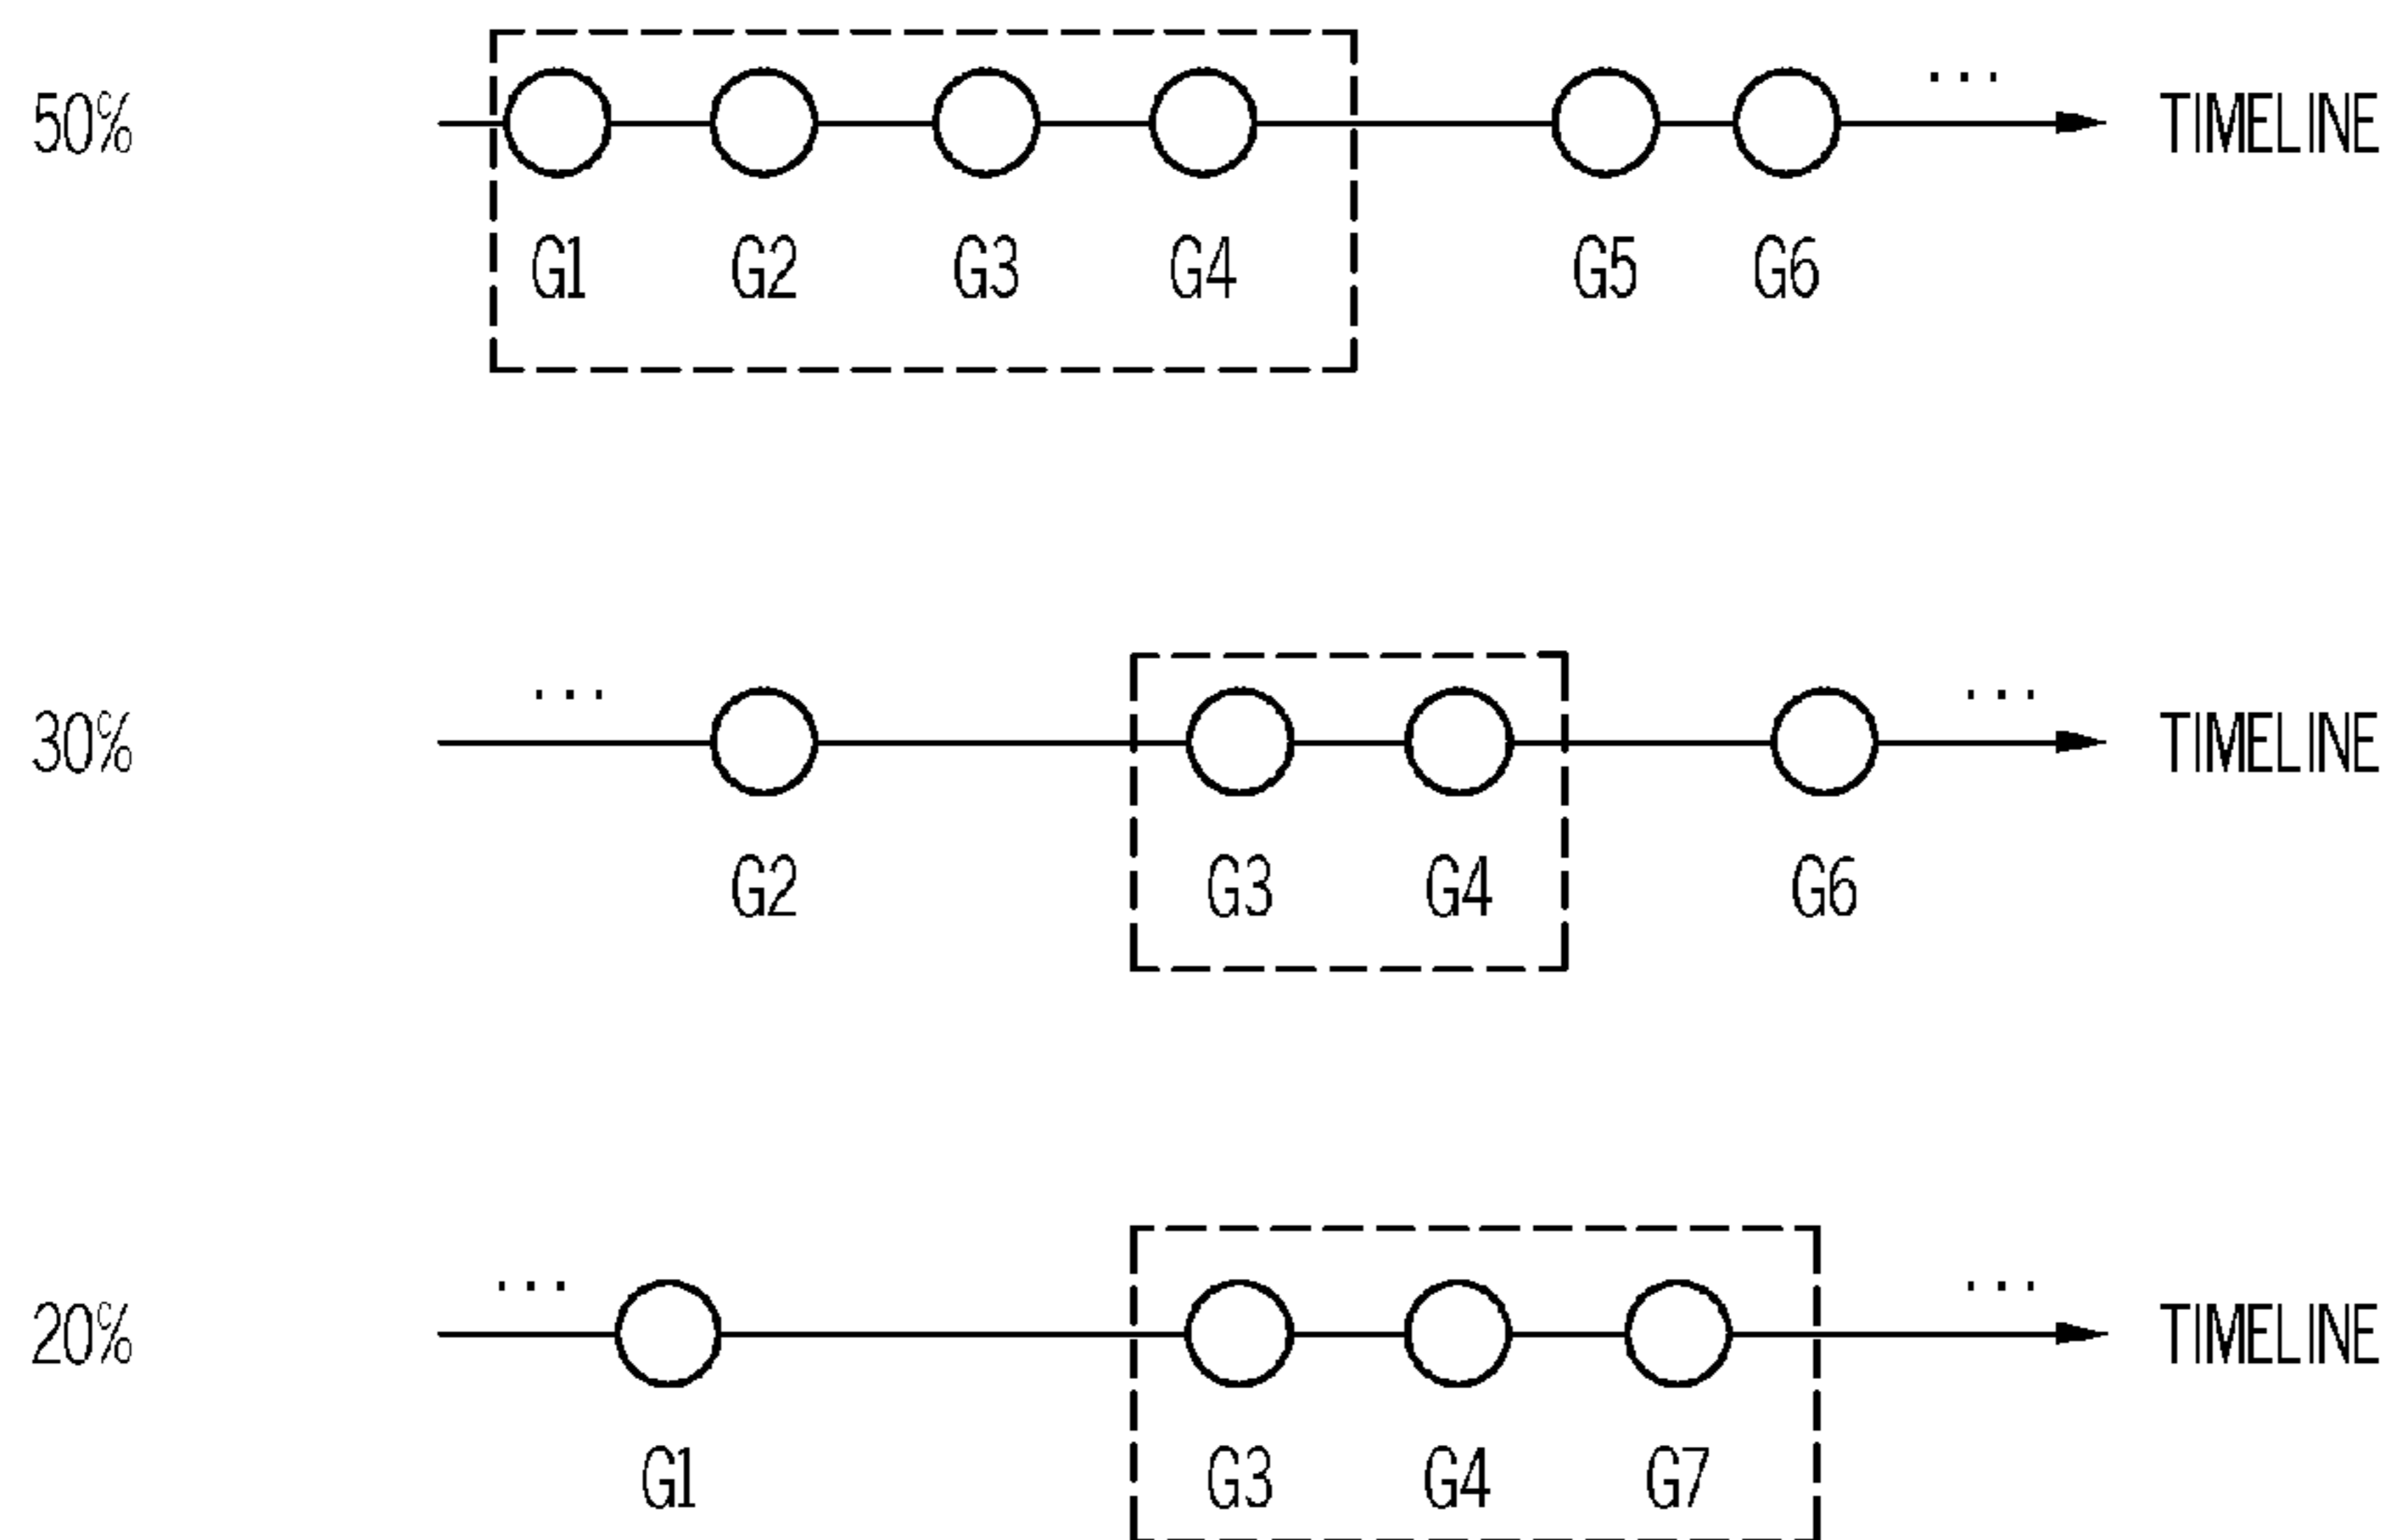 ...
50% TIMELINE
G1 G2 G3 G4 G5 G6
... ...
30% TIMELINE
G2 G3 G4 G6
... ...
20% TIMELINE
G1 G3 G4 G7